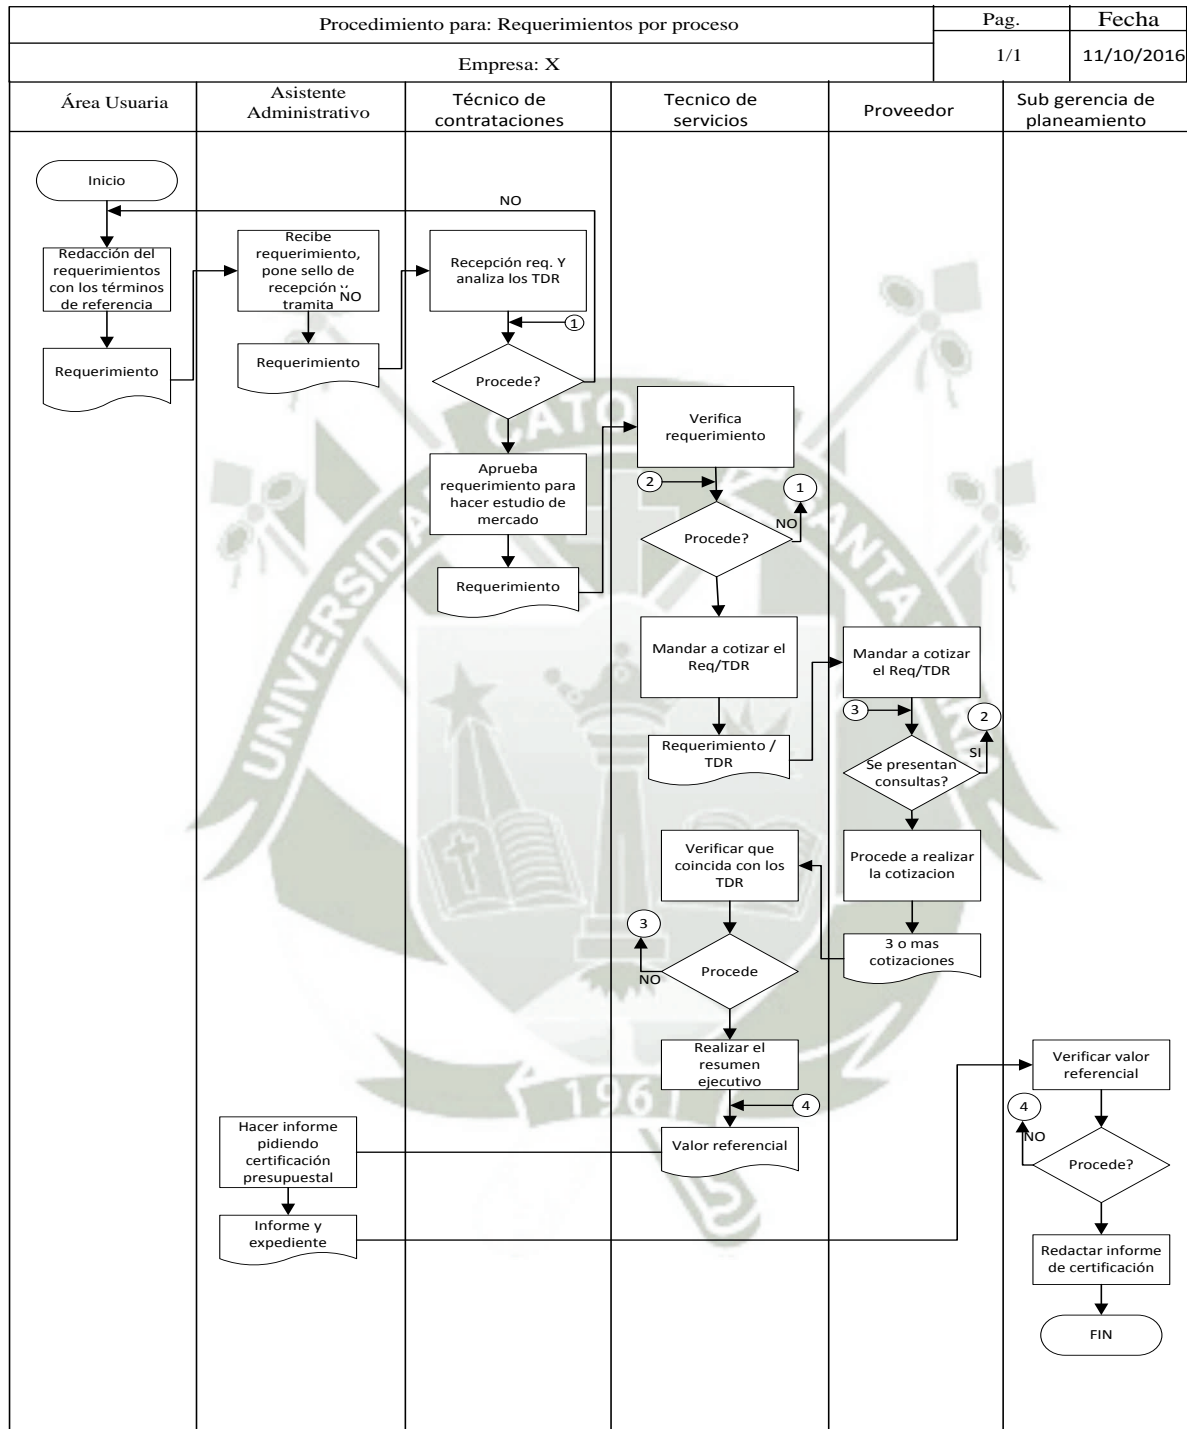 Procedimiento para: Requerimientos por proceso
Pag.
Fecha
Empresa: X
1/1
11/10/2016
Área Usuaria
Asistente
Administrativo
Técnico de
contrataciones
Tecnico de
servicios
Proveedor
Sub gerencia de
planeamiento
Inicio
NO
Redacción del
requerimientos
con los términos
de referencia
Requerimiento
Recibe
requerimiento,
pone sello de
recepción y
tramita
NO
Requerimiento
Recepción req. Y
analiza los TDR
1
Procede?
Aprueba
requerimiento para
hacer estudio de
mercado
Requerimiento
Verifica
requerimiento
2
1
NO
Procede?
Mandar a cotizar el
Req/TDR
Requerimiento /
TDR
Mandar a cotizar
el Req/TDR
3
2
SI
Se presentan
consultas?
Procede a realizar
la cotizacion
3 o mas
cotizaciones
Verificar que
coincida con los
TDR
3
NO
Procede
Realizar el
resumen
ejecutivo
4
Valor referencial
Hacer informe
pidiendo
certificación
presupuestal
Informe y
expediente
Verificar valor
referencial
4
NO
Procede?
Redactar informe
de certificación
FIN
UNIVERSIDAD CATOLICA SANTA MARIA
1961